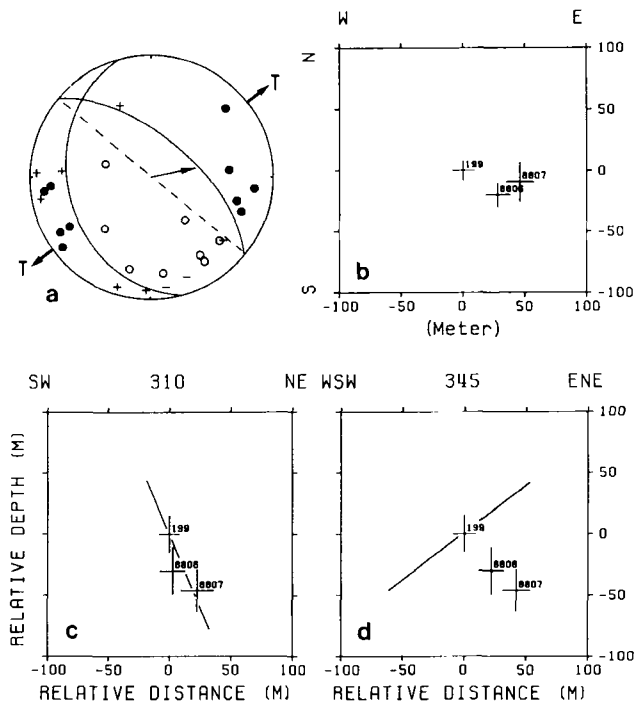 W E
T
T
a
N
S
100
50
0
-50
-100
199
8806
8807
b
-100 -50 0 50 100
(Meter)
SW 310 NE
WSW 345 ENE
RELATIVE DEPTH (M)
199
8806
8807
c
-100 -50 0 50 100
RELATIVE DISTANCE (M)
100
50
0
-50
-100
199
8806
8807
d
-100 -50 0 50 100
RELATIVE DISTANCE (M)